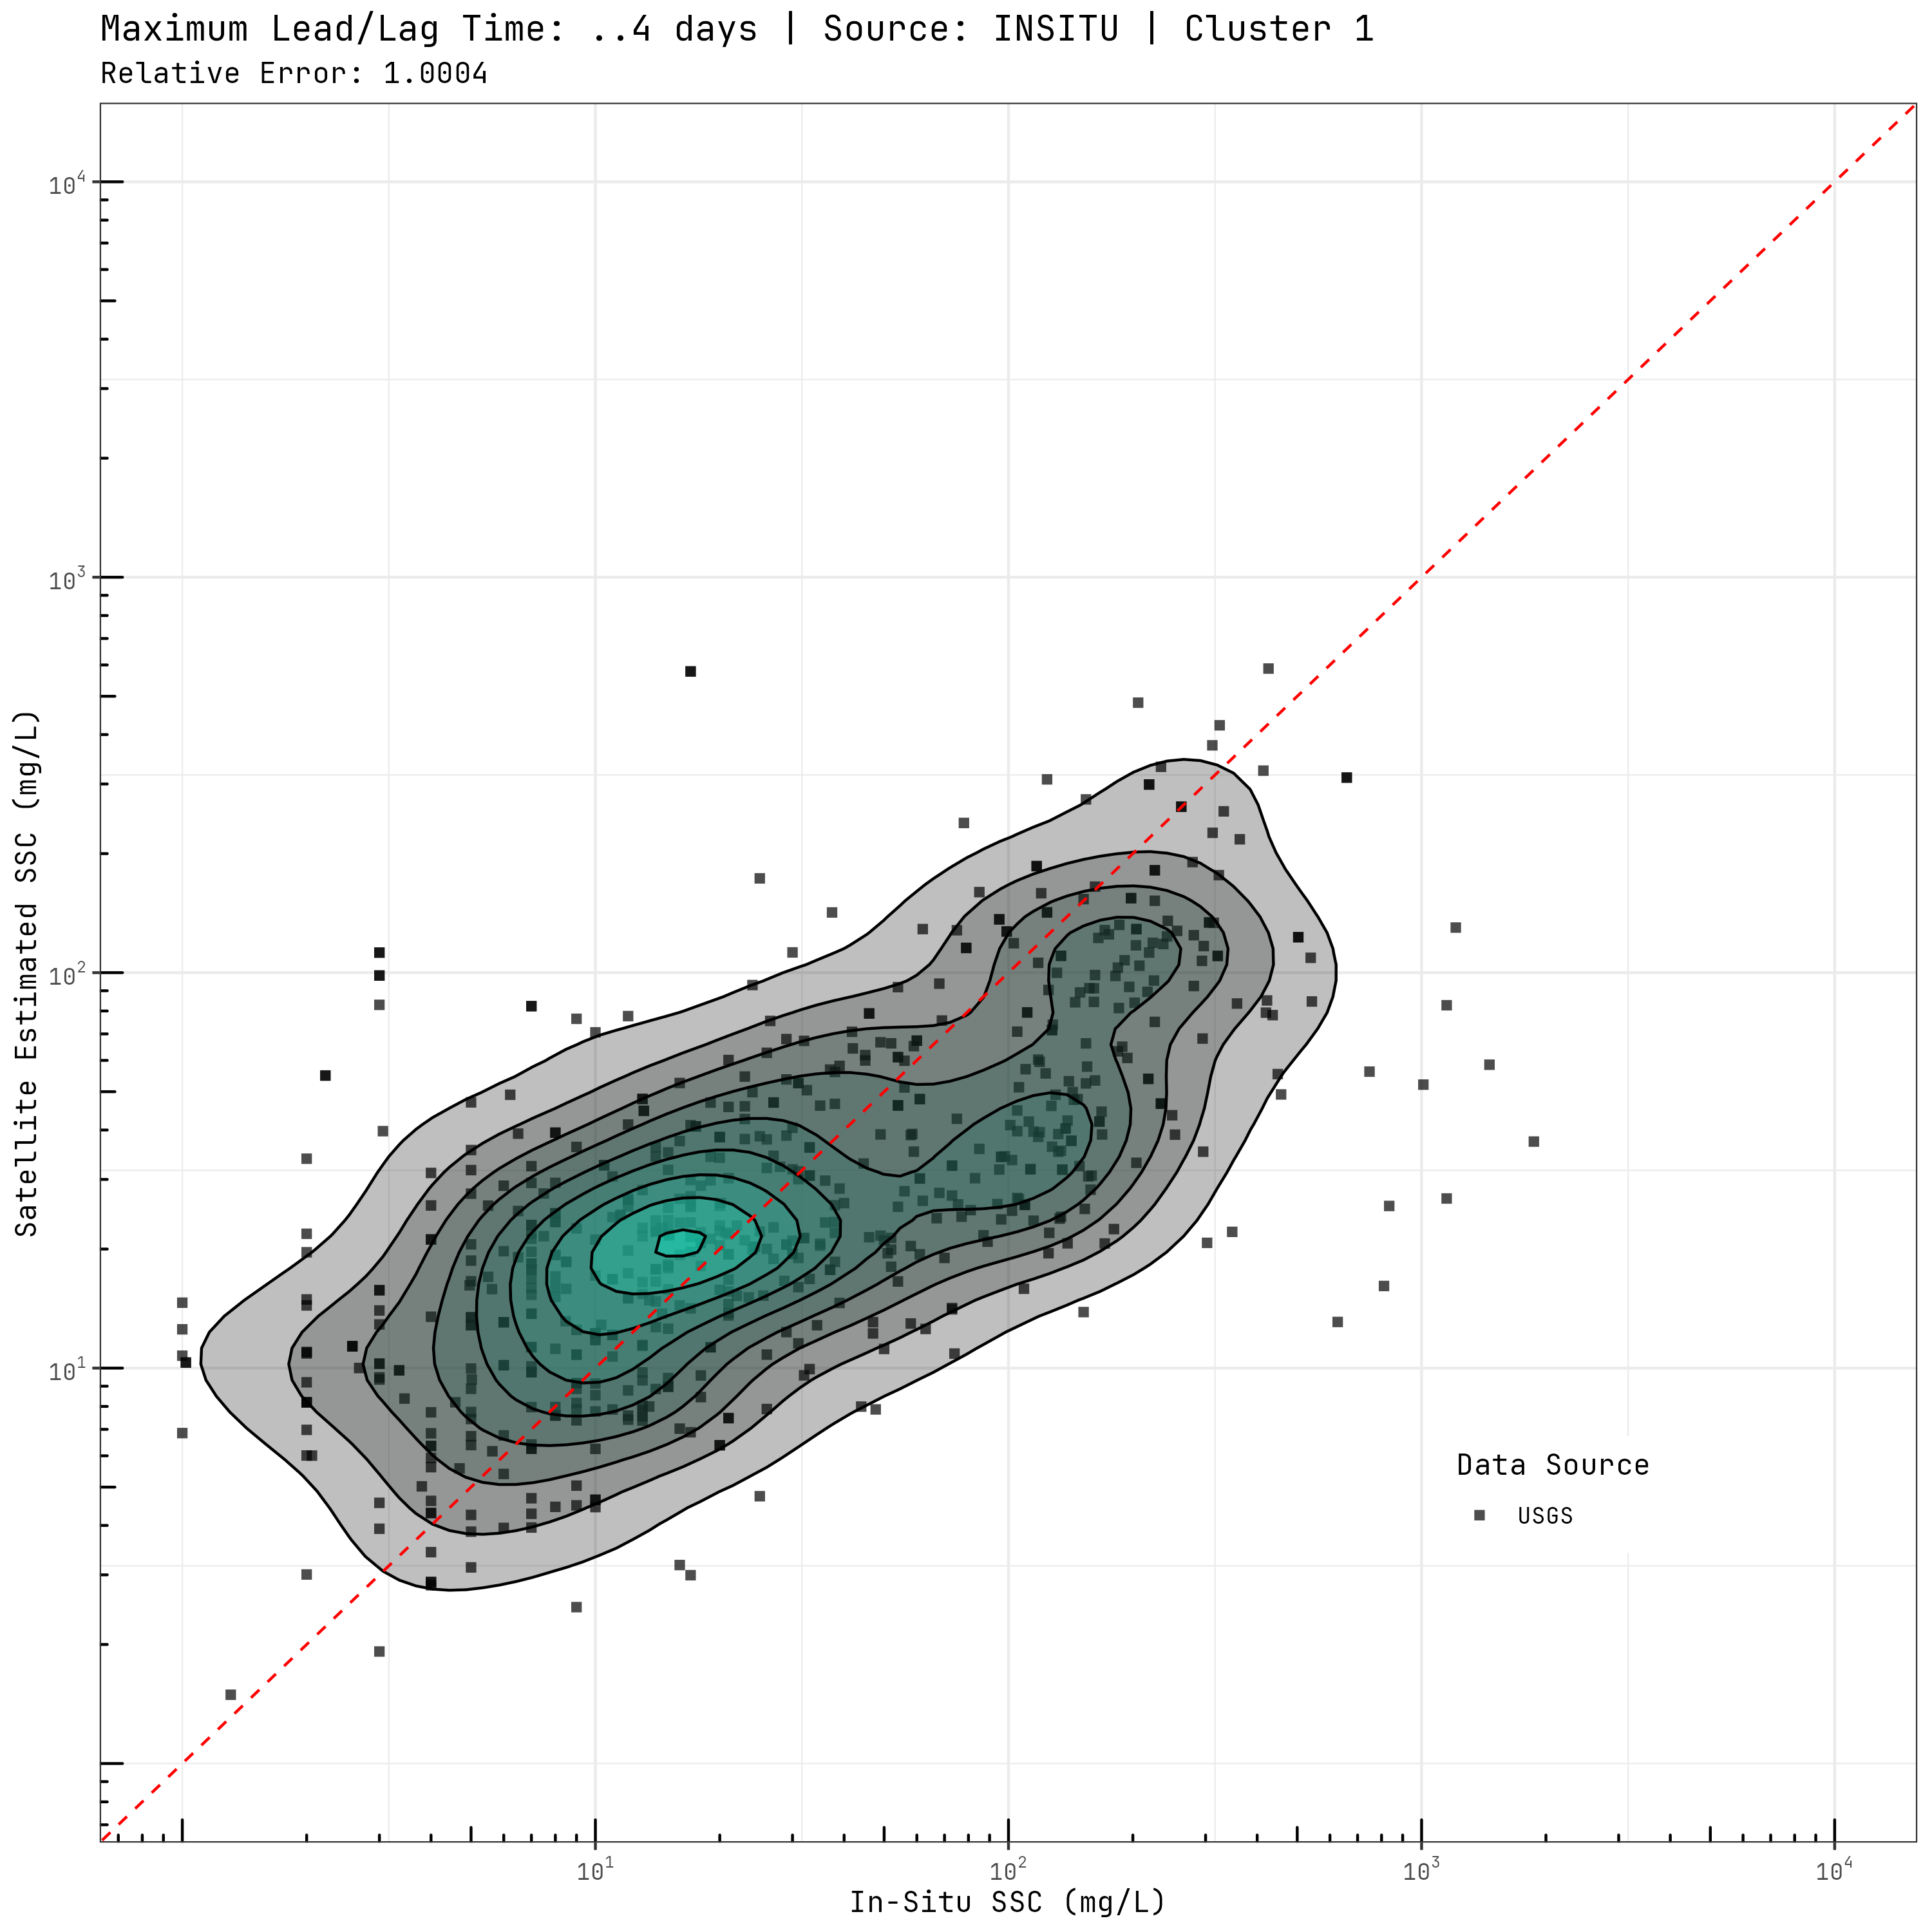 Maximum Lead/Lag Time: ..4 days | Source: INSITU | Cluster 1
Relative Error: 1.0004
Satellite Estimated SSC (mg/L)
10⁴
10³
10²
10¹
Data Source
USGS
10¹ 10² 10³ 10⁴
In-Situ SSC (mg/L)